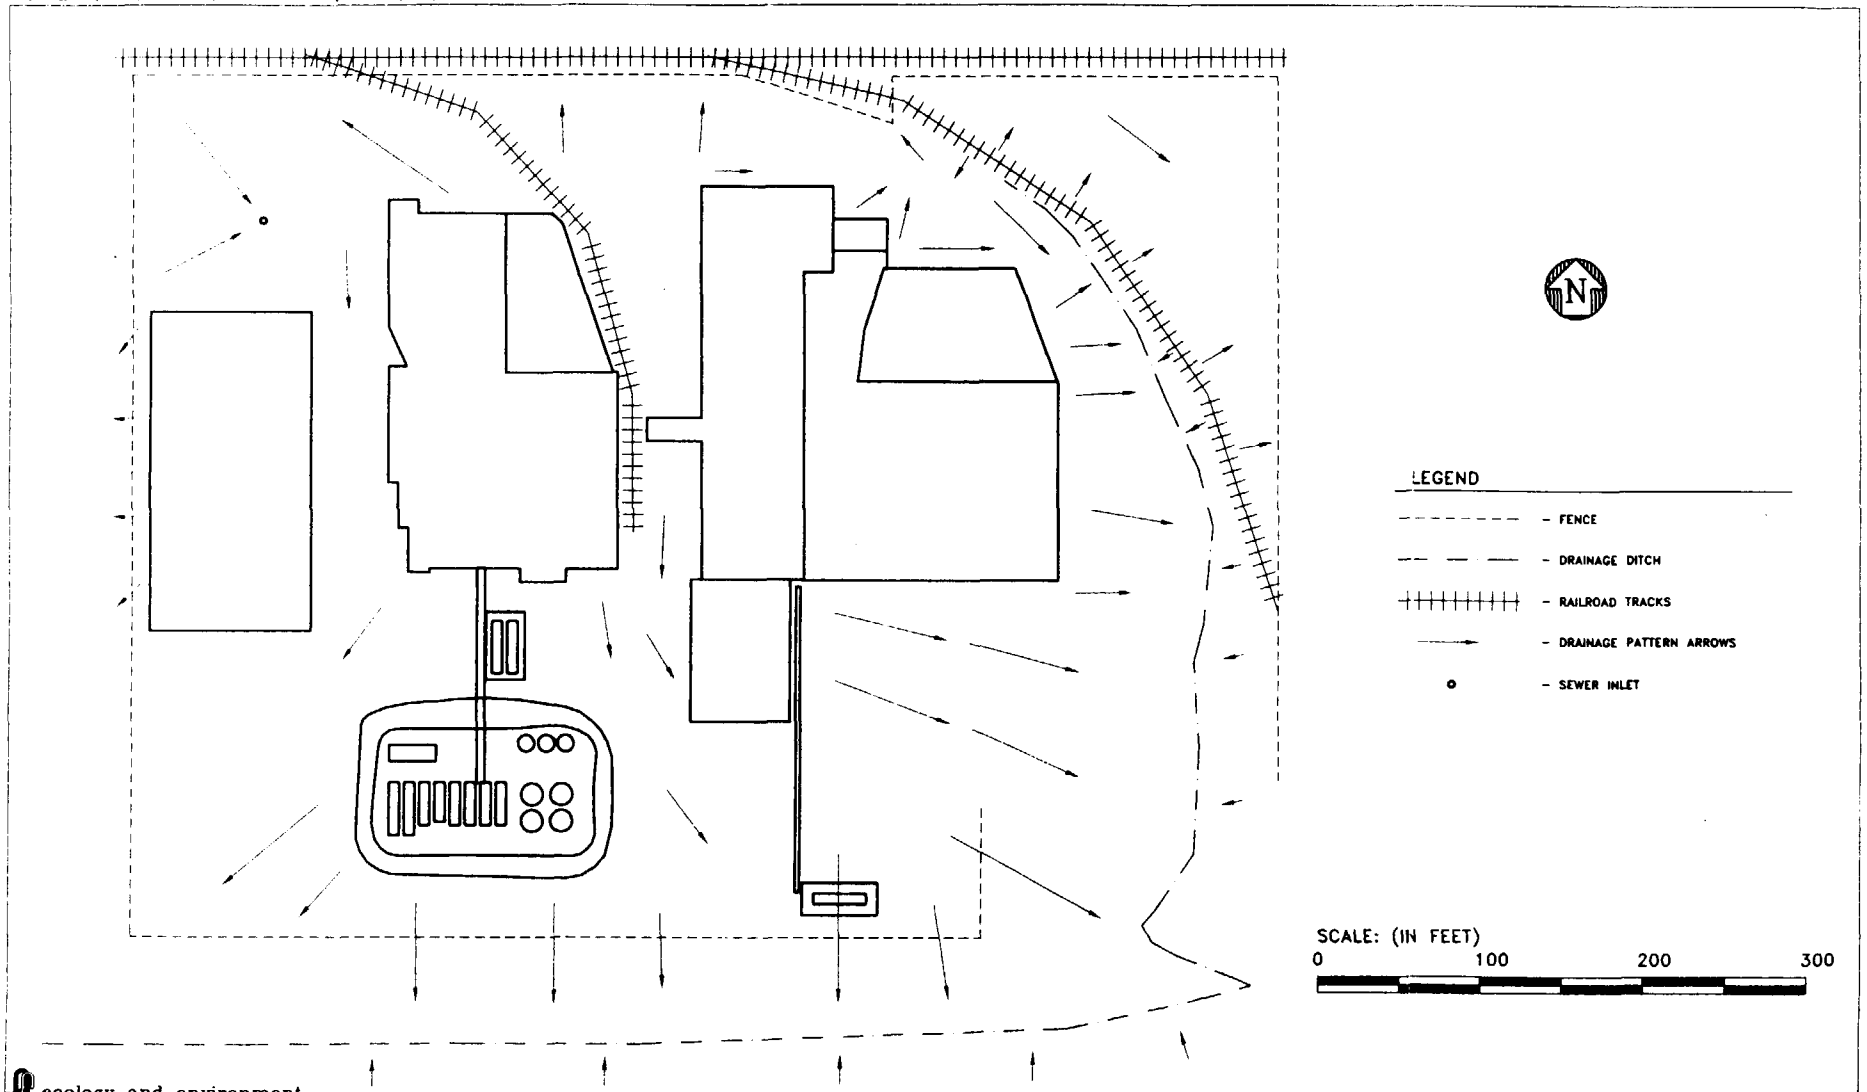 N
LEGEND
- FENCE
- DRAINAGE DITCH
- RAILROAD TRACKS
- DRAINAGE PATTERN ARROWS
- SEWER INLET
SCALE: (IN FEET)
0 100 200 300
ecology and environment